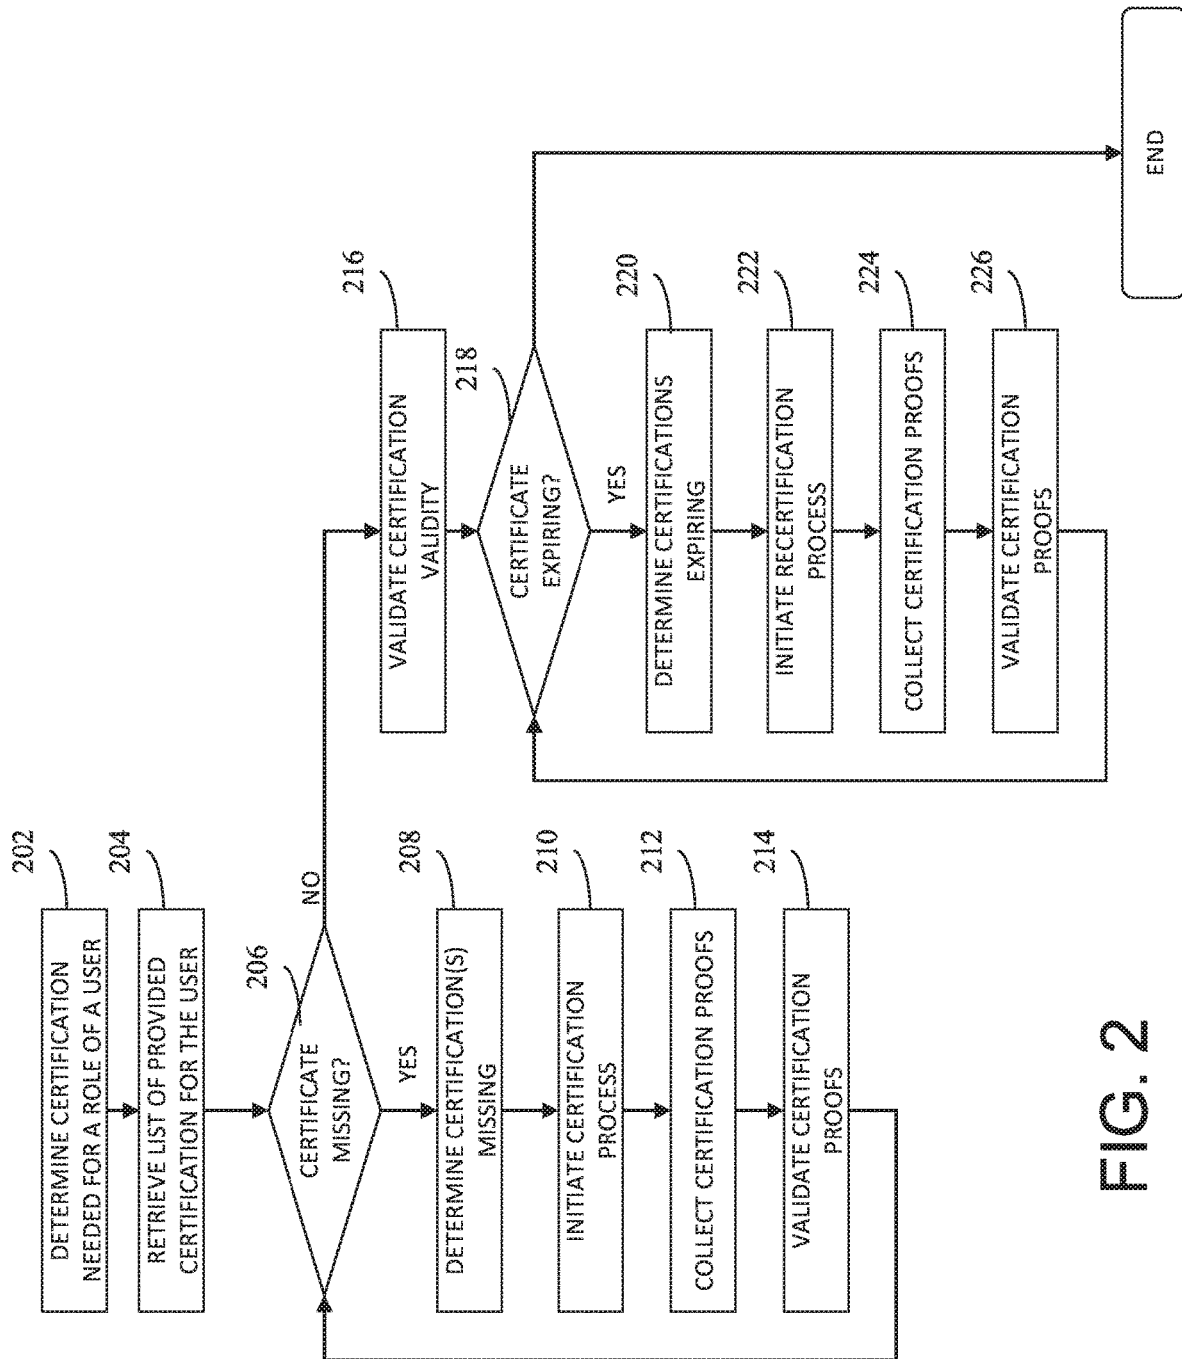 DETERMINE CERTIFICATION
NEEDED FOR A ROLE OF A USER
202
RETRIEVE LIST OF PROVIDED
CERTIFICATION FOR THE USER
204
CERTIFICATE
MISSING?
206
NO
YES
DETERMINE CERTIFICATION(S)
MISSING
208
INITIATE CERTIFICATION
PROCESS
210
COLLECT CERTIFICATION PROOFS
212
VALIDATE CERTIFICATION
PROOFS
214
VALIDATE CERTIFICATION
VALIDITY
216
CERTIFICATE
EXPIRING?
218
YES
DETERMINE CERTIFICATIONS
EXPIRING
220
INITIATE RECERTIFICATION
PROCESS
222
COLLECT CERTIFICATION PROOFS
224
VALIDATE CERTIFICATION
PROOFS
226
END
FIG. 2